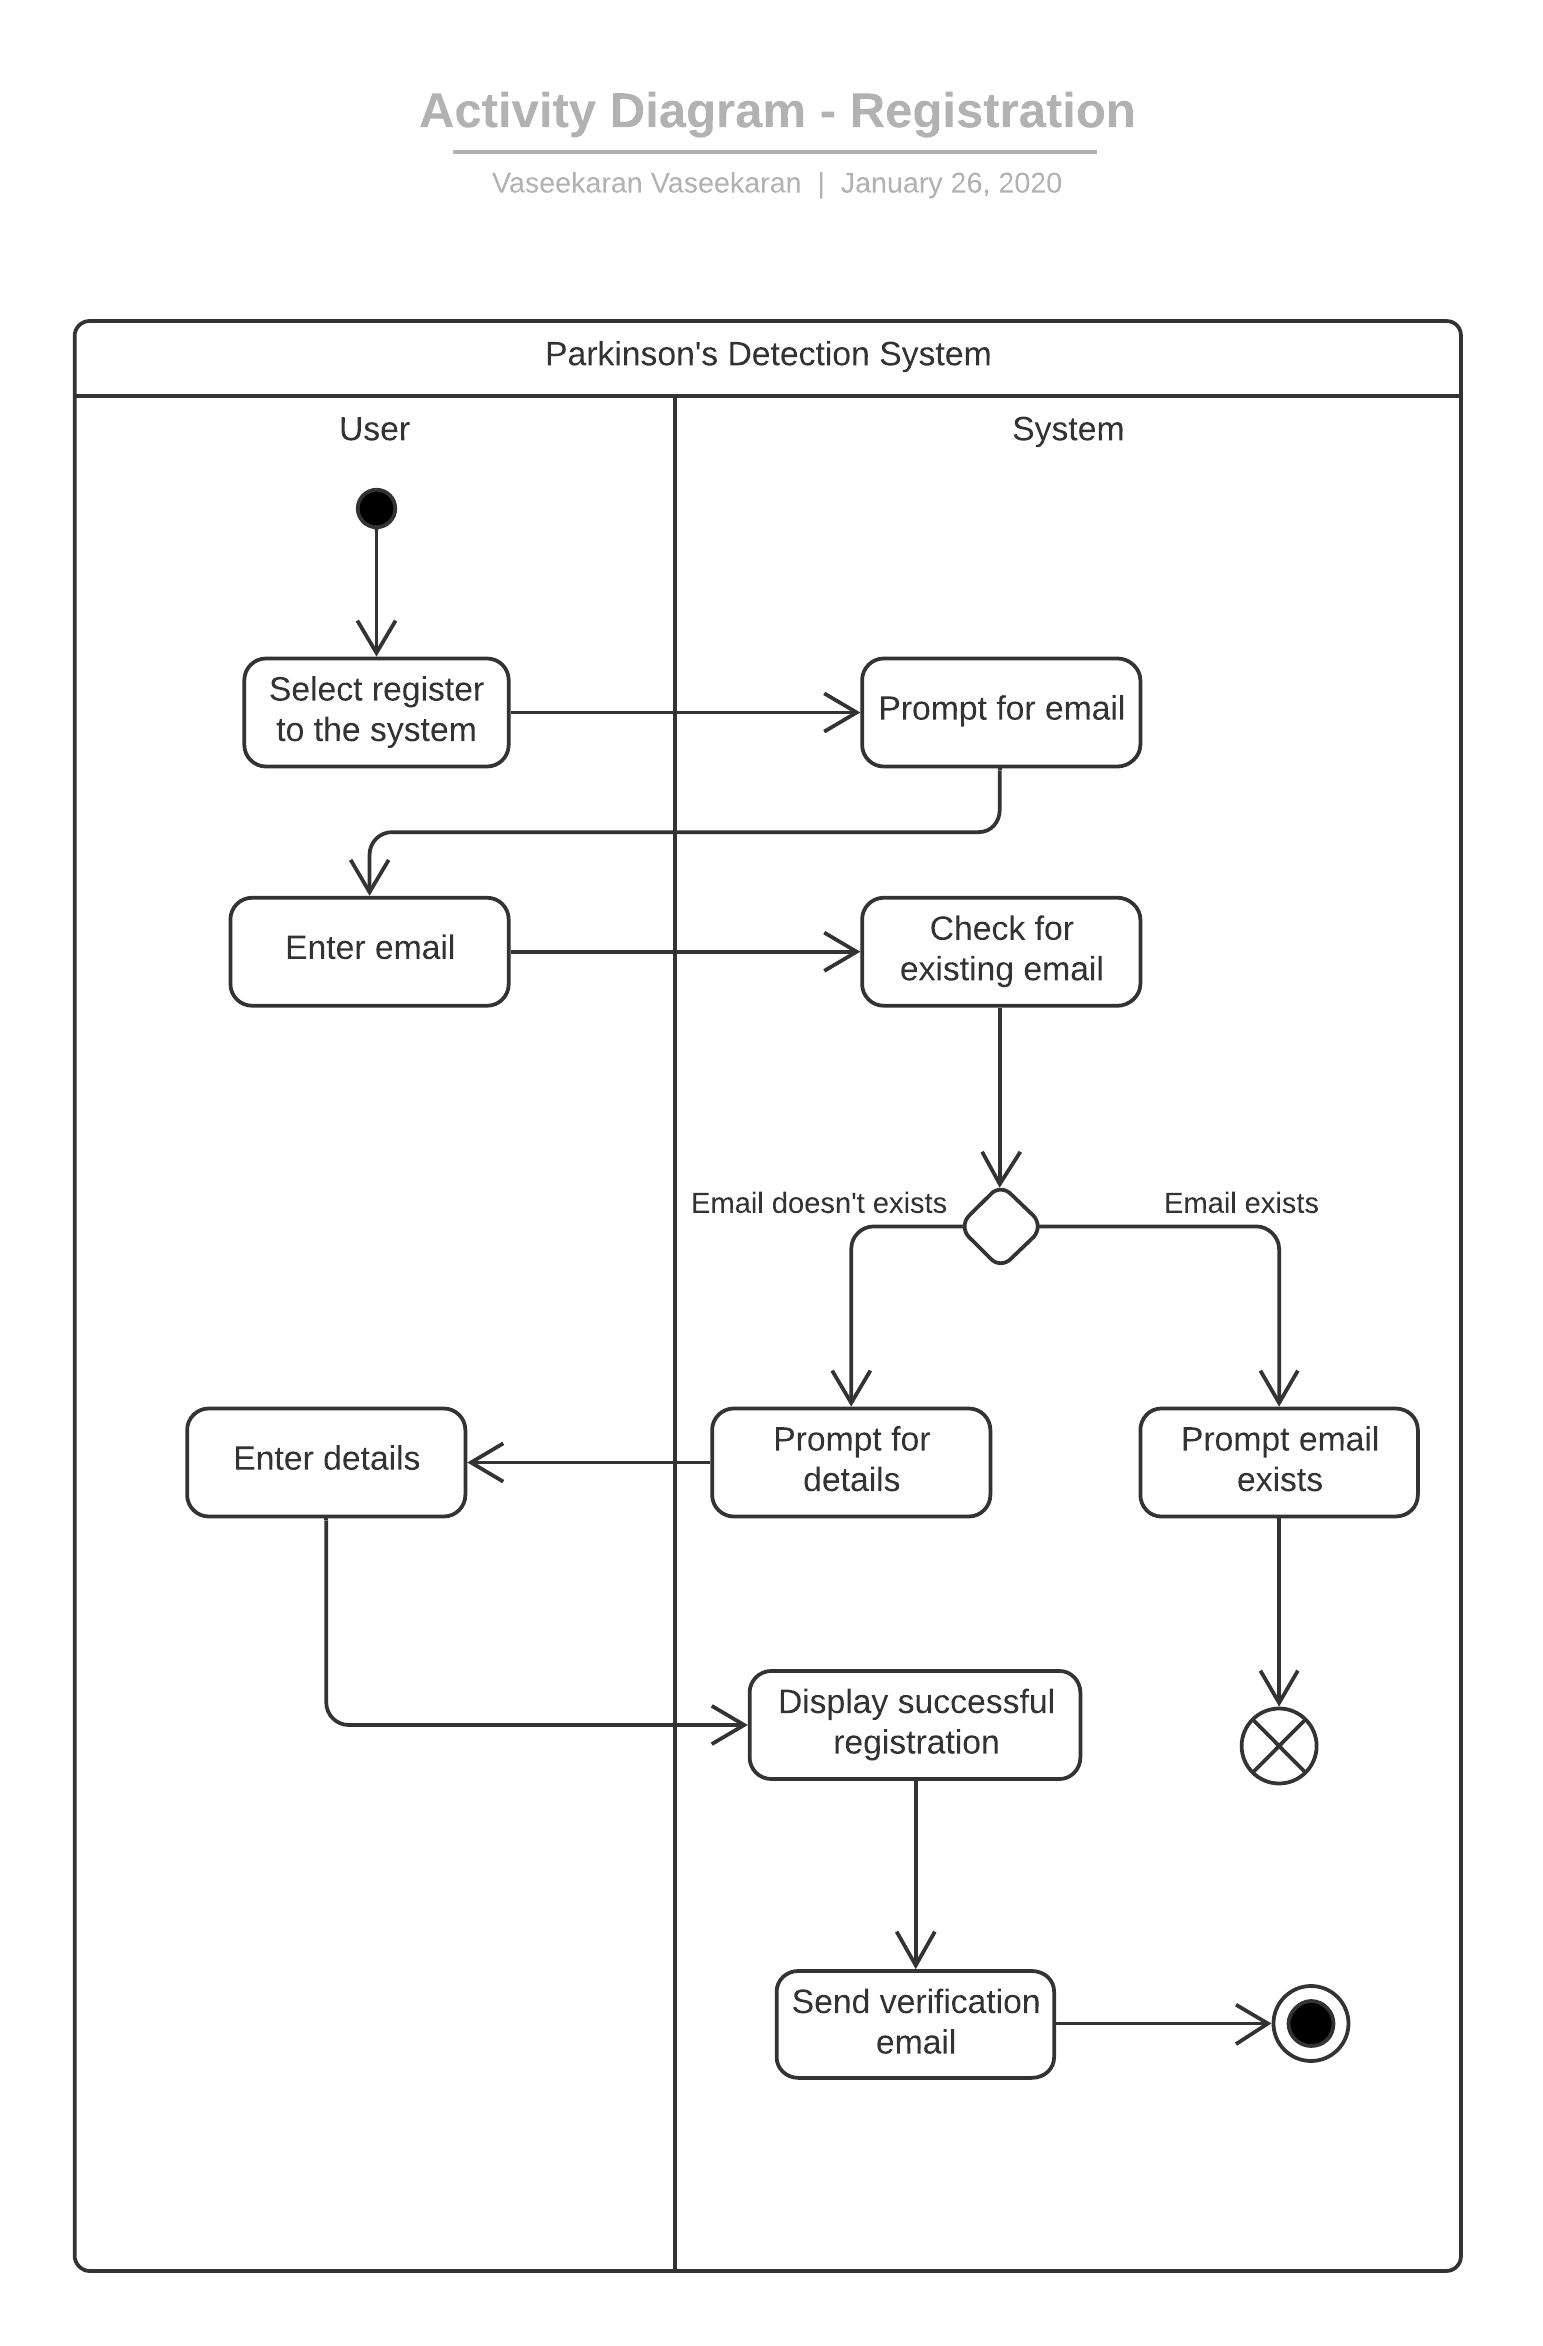 Activity Diagram - Registration
Vaseekaran Vaseekaran | January 26, 2020
Parkinson's Detection System
User
System
Select register
to the system
Prompt for email
Enter email
Check for
existing email
Email doesn't exists
Email exists
Enter details
Prompt for
details
Prompt email
exists
Display successful
registration
Send verification
email